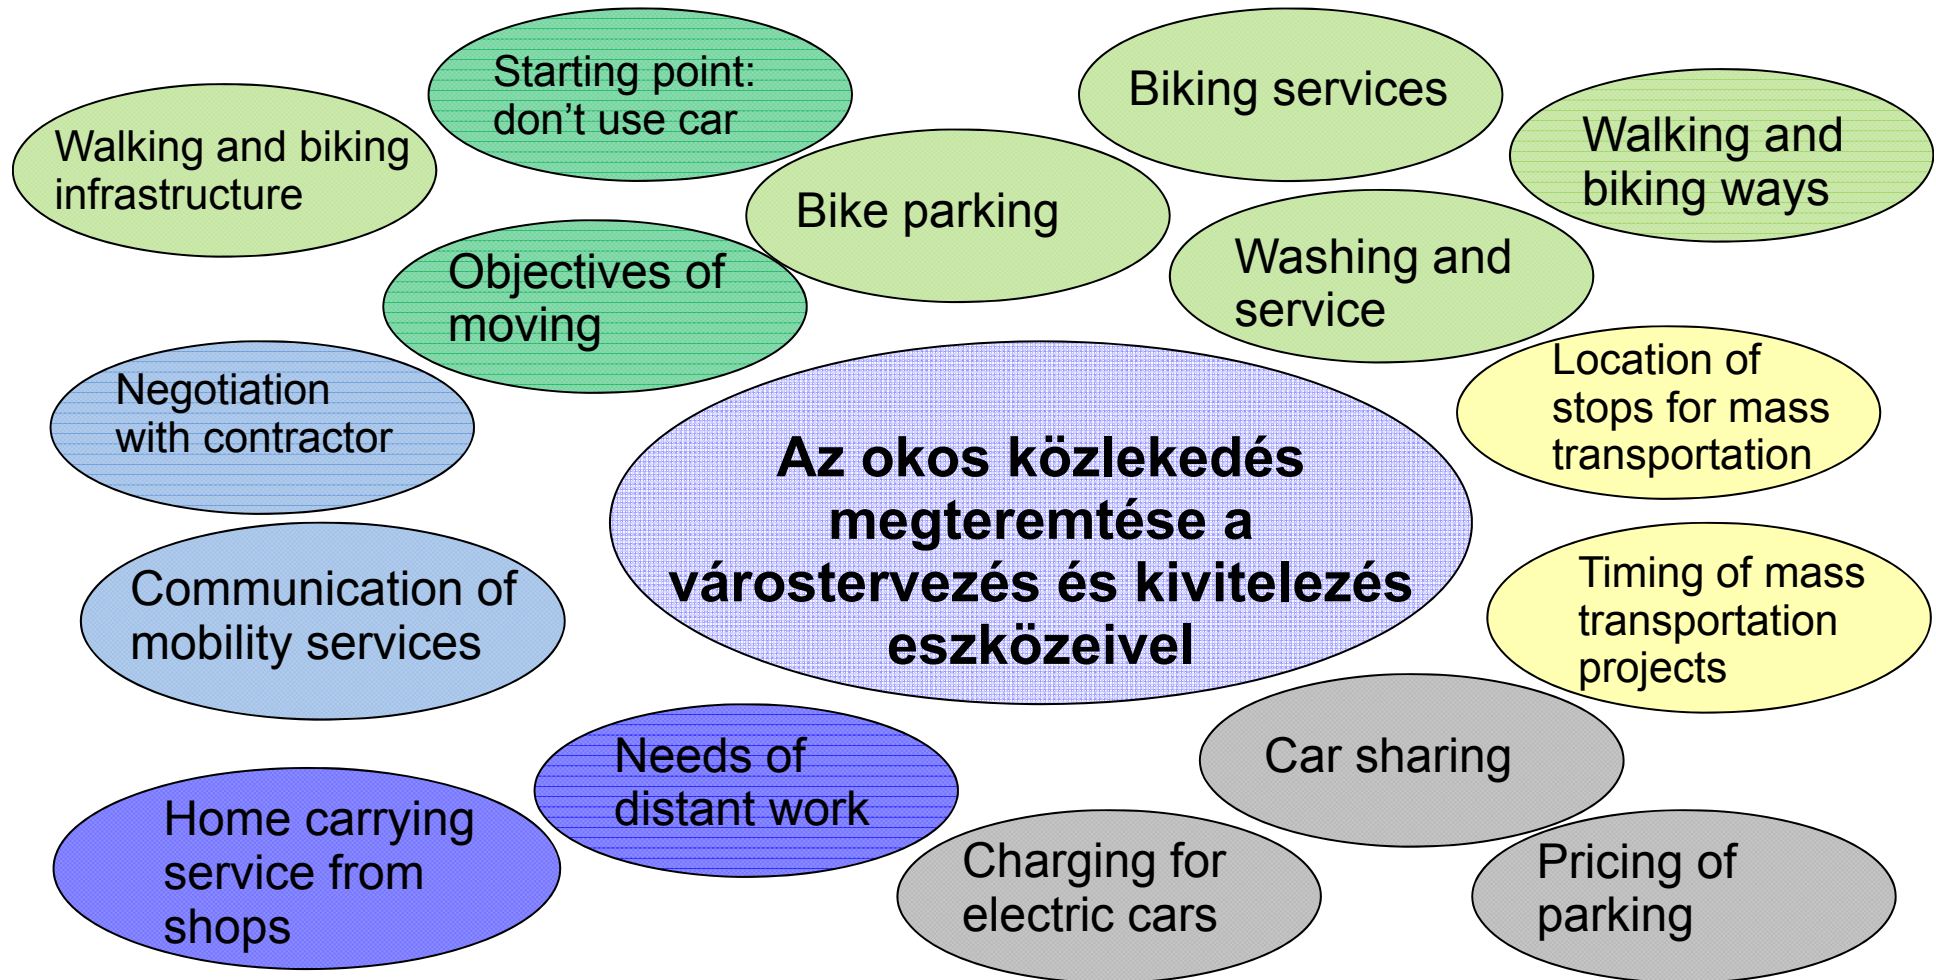 Starting point:
don't use car
Biking services
Walking and biking
infrastructure
Walking and
biking ways
Bike parking
Objectives of
moving
Washing and
service
Negotiation
with contractor
Location of
stops for mass
transportation
Az okos közlekedés
megteremtése a
várostervezés és kivitelezés
eszközeivel
Communication of
mobility services
Timing of mass
transportation
projects
Needs of
distant work
Car sharing
Home carrying
service from
shops
Charging for
electric cars
Pricing of
parking